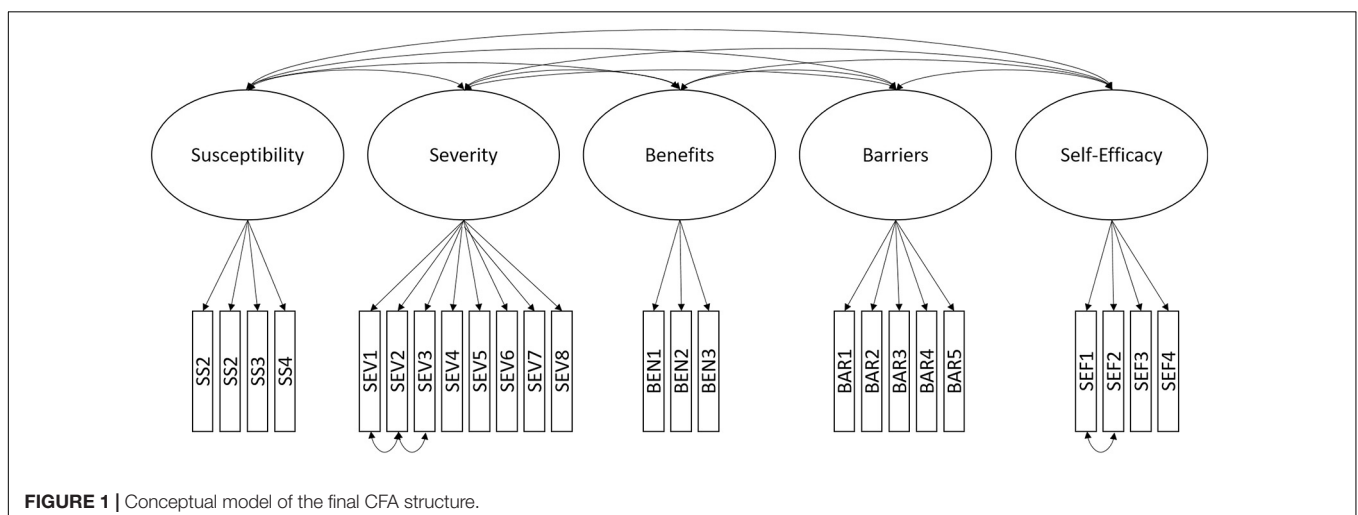 Susceptibility
Severity
Benefits
Barriers
Self-Efficacy
SS2
SS2
SS3
SS4
SEV1
SEV2
SEV3
SEV4
SEV5
SEV6
SEV7
SEV8
BEN1
BEN2
BEN3
BAR1
BAR2
BAR3
BAR4
BAR5
SEF1
SEF2
SEF3
SEF4
FIGURE 1 | Conceptual model of the final CFA structure.